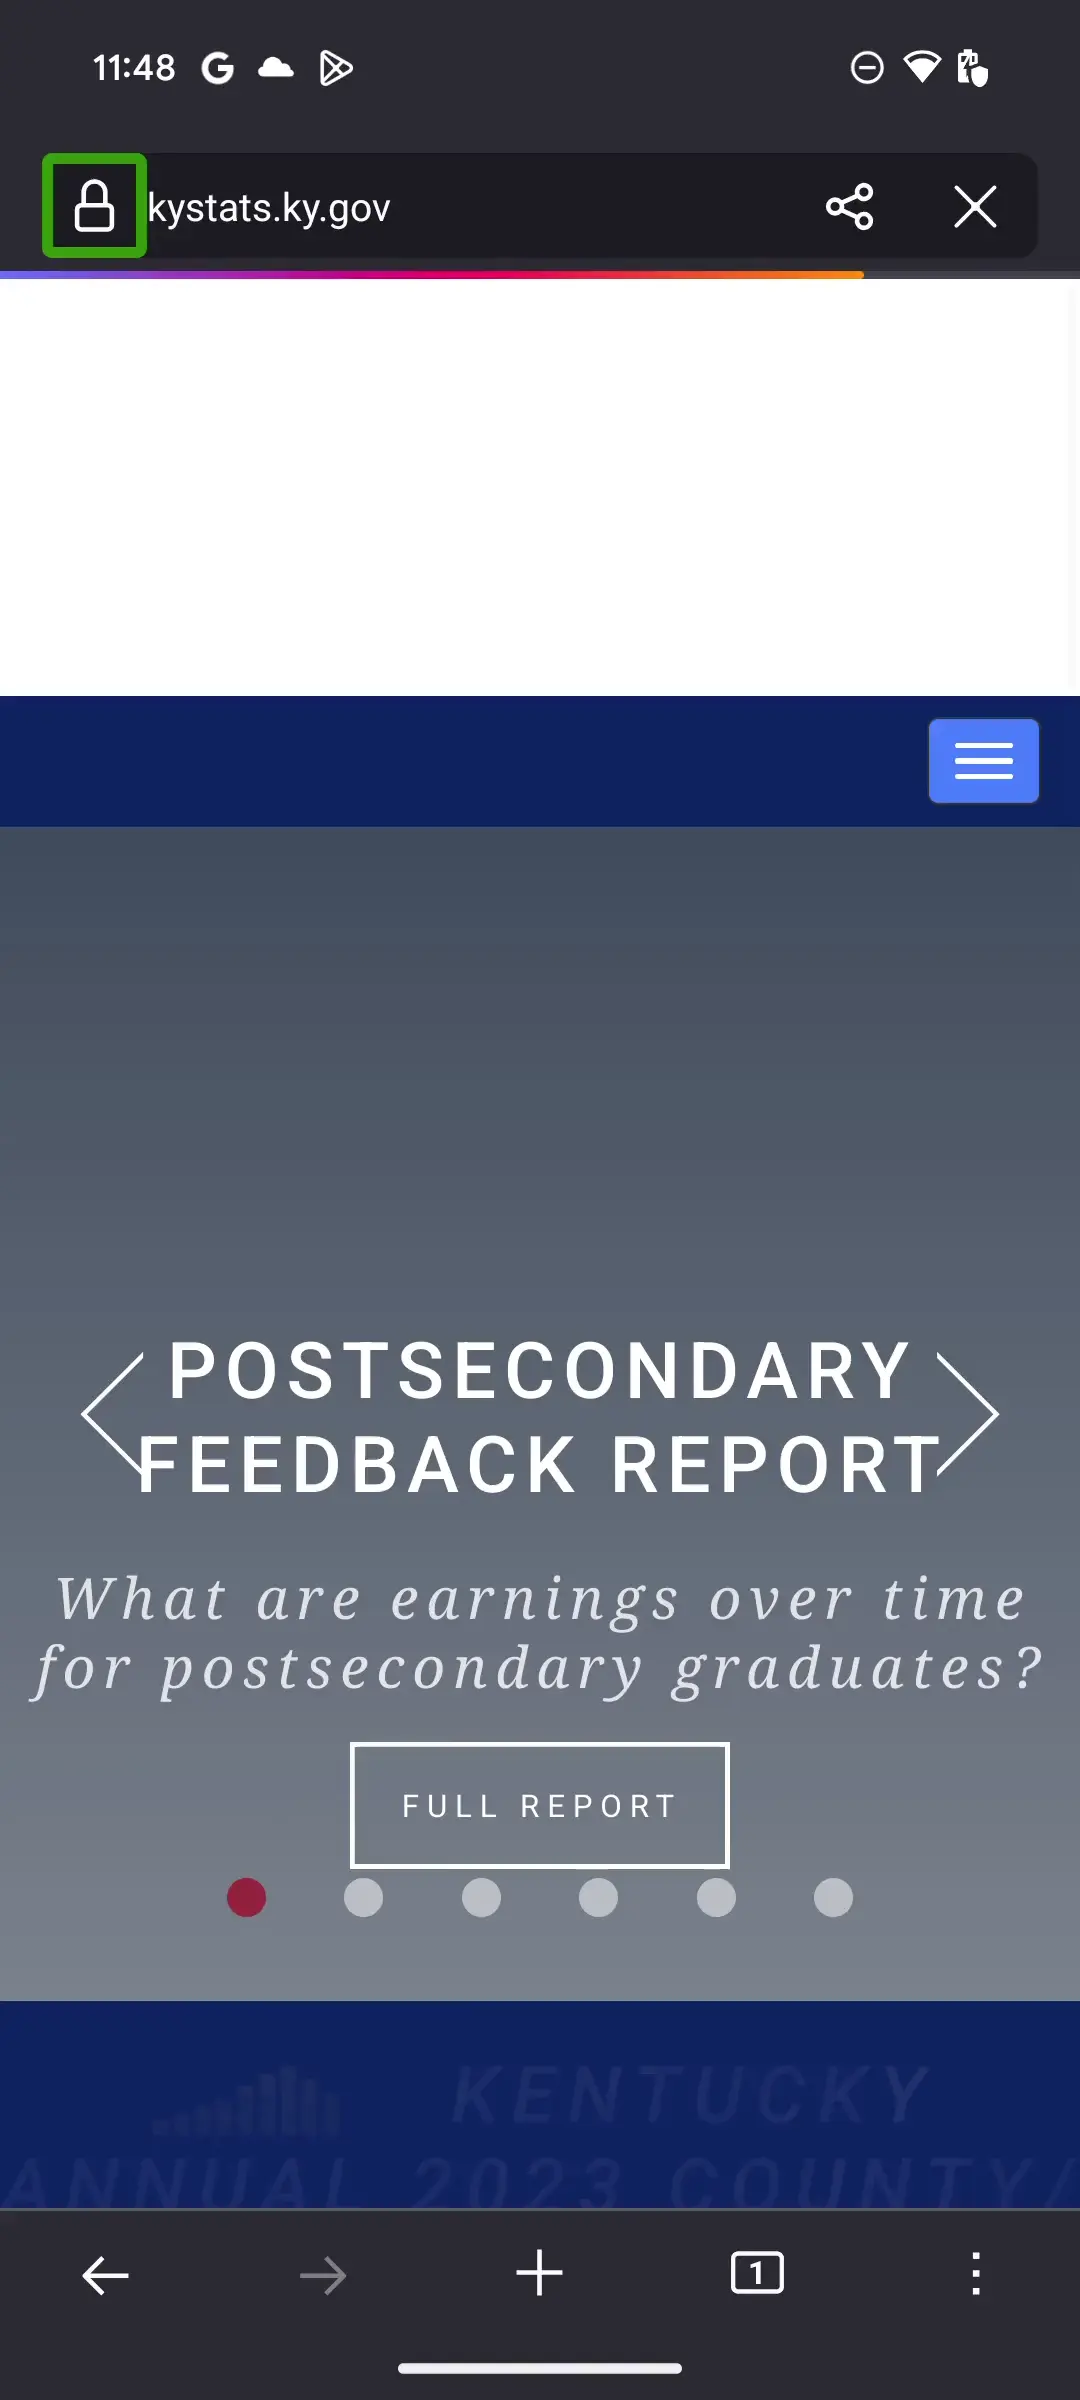 11:48
kystats.ky.gov
POSTSECONDARY
FEEDBACK REPORT
What are earnings over time
for postsecondary graduates?
FULL REPORT
KENTUCKY
ANNUAL 2023 COUNTY/
1